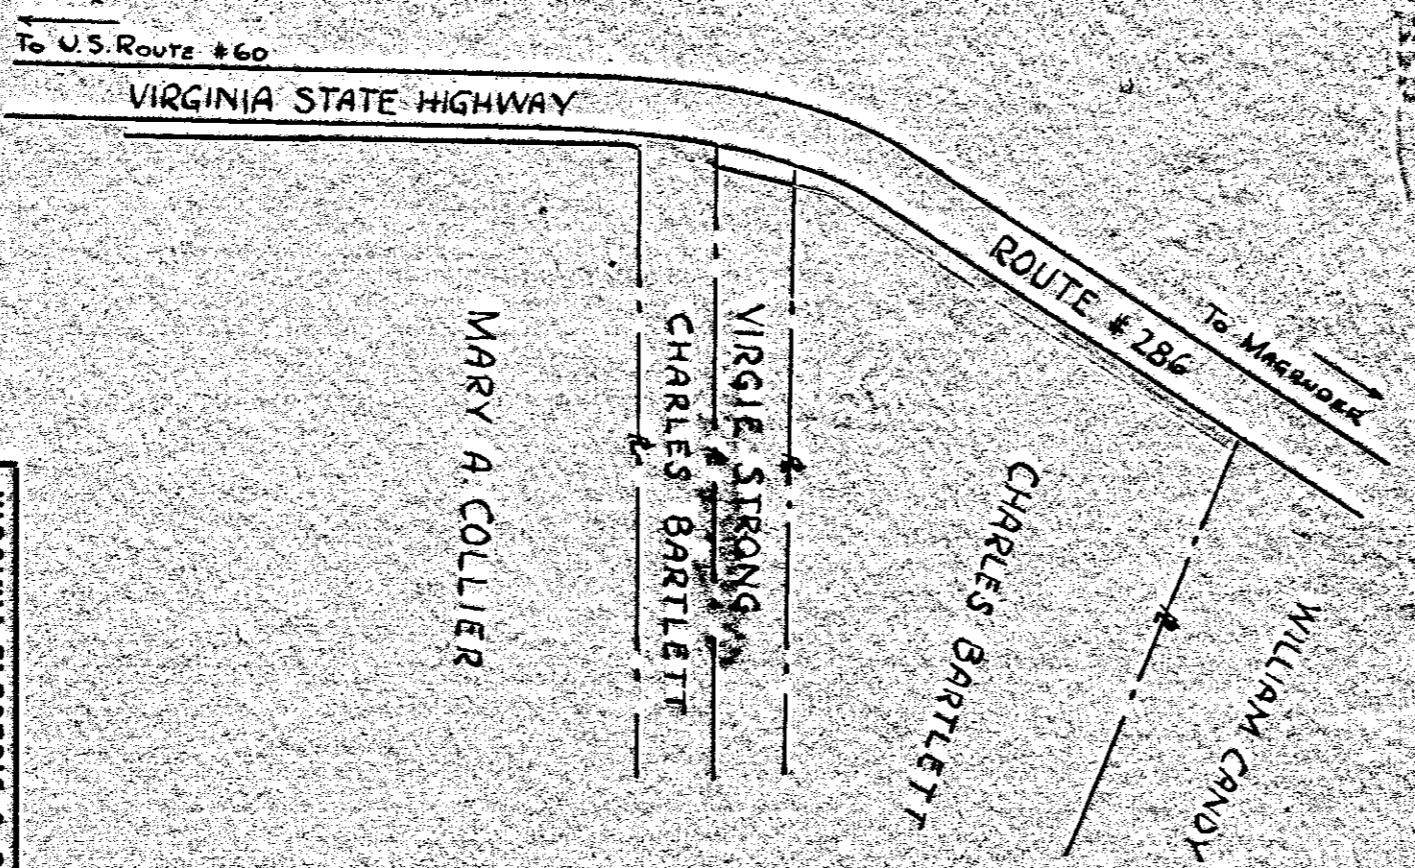 To U.S. ROUTE #60
VIRGINIA STATE HIGHWAY
ROUTE #286
To MAGRUDER
MARY A. COLLIER
CHARLES BARTLETT
VIRGIE STRONG
CHARLES BARTLETT
WILLIAM CANDY